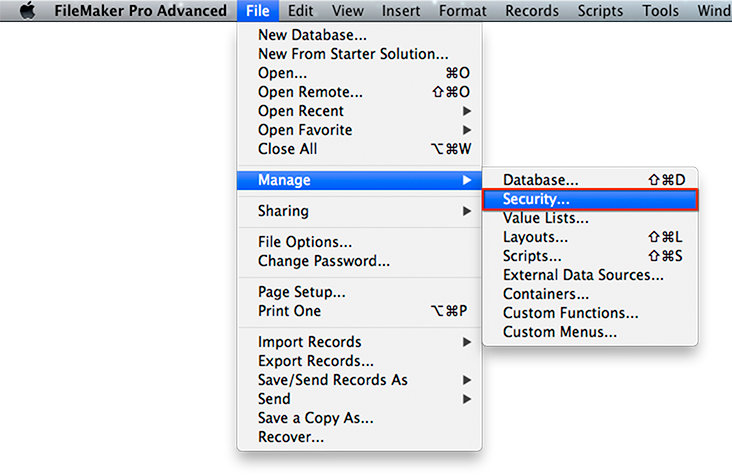 FileMaker Pro Advanced File Edit View Insert Format Records Scripts Tools Wind
New Database...
New From Starter Solution...
Open... ⌘O
Open Remote... ⇧⌘O
Open Recent ▶
Open Favorite ▶
Close All ⌥⌘W
Manage ▶
Sharing ▶
File Options...
Change Password...
Page Setup...
Print One ⌥⌘P
Import Records ▶
Export Records...
Save/Send Records As ▶
Send ▶
Save a Copy As...
Recover...
Database... ⇧⌘D
Security...
Value Lists...
Layouts... ⇧⌘L
Scripts... ⇧⌘S
External Data Sources...
Containers...
Custom Functions...
Custom Menus...